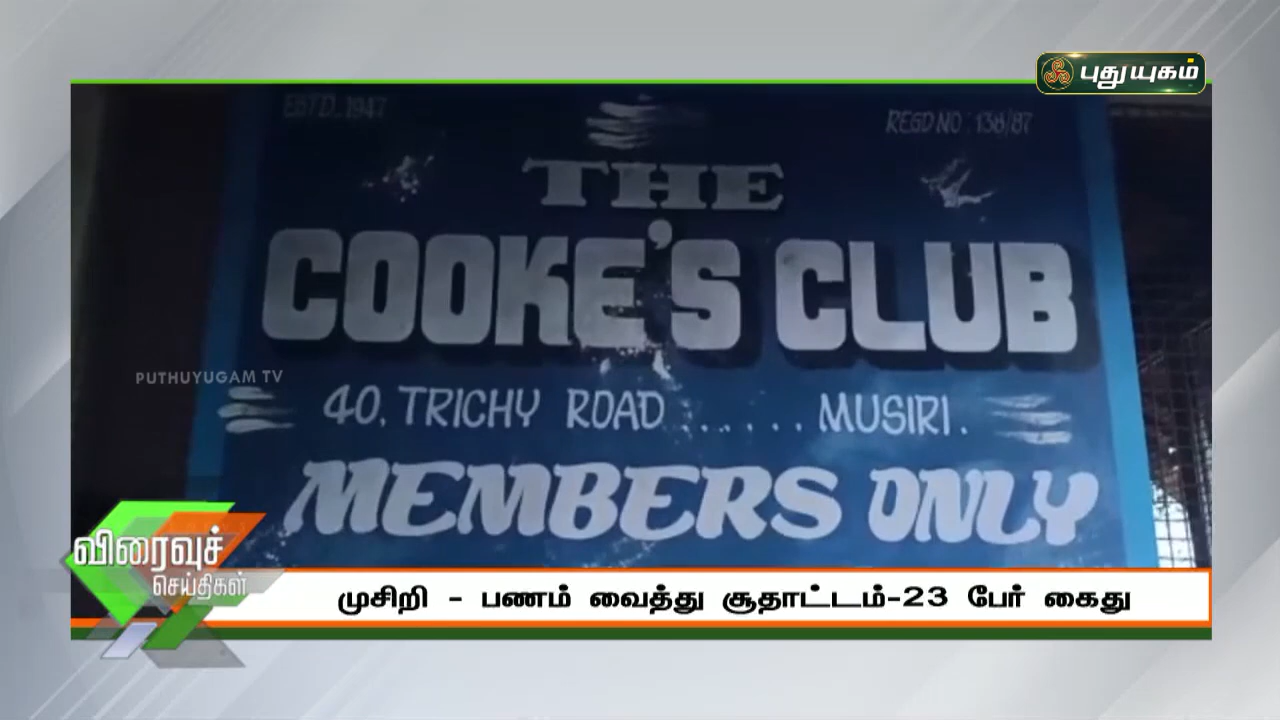 புதுயுகம்
ESTD. 1947
REGD NO : 138/87
THE
COOKE'S CLUB
PUTHUYUGAM TV
40, TRICHY ROAD ....... MUSIRI.
MEMBERS ONLY
விரைவுச்
செய்திகள்
முசிறி - பணம் வைத்து சூதாட்டம்-23 பேர் கைது